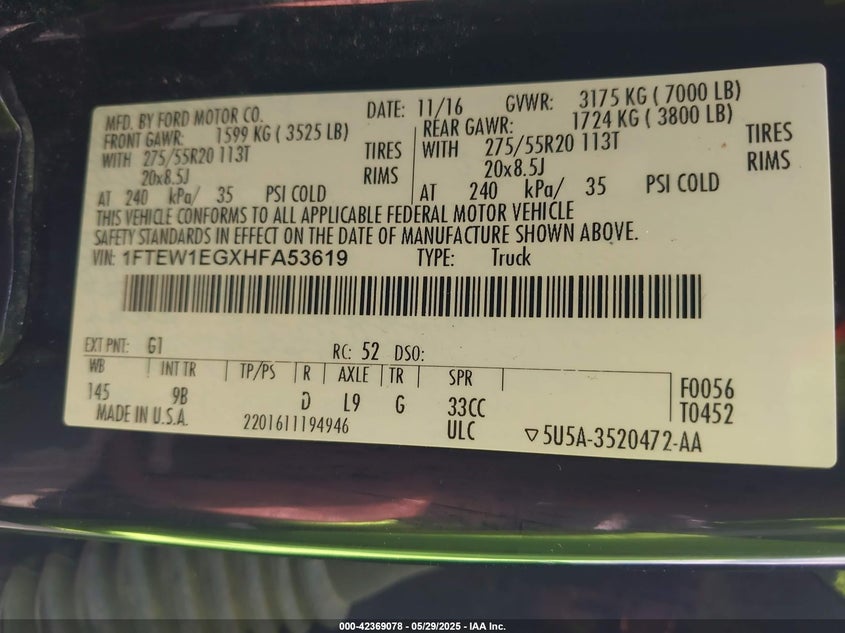 MFD. BY FORD MOTOR CO. DATE: 11/16 GVWR: 3175 KG ( 7000 LB)
FRONT GAWR: 1599 KG ( 3525 LB) REAR GAWR: 1724 KG ( 3800 LB)
WITH 275/55R20 113T TIRES WITH 275/55R20 113T TIRES
20x8.5J RIMS 20x8.5J RIMS
AT 240 kPa/ 35 PSI COLD AT 240 kPa/ 35 PSI COLD
THIS VEHICLE CONFORMS TO ALL APPLICABLE FEDERAL MOTOR VEHICLE
SAFETY STANDARDS IN EFFECT ON THE DATE OF MANUFACTURE SHOWN ABOVE.
VIN: 1FTEW1EGXHFA53619 TYPE: Truck
EXT PNT: G1 RC: 52 DSO:
WB INT TR TP/PS R AXLE TR SPR
145 9B D L9 G 33CC F0056
MADE IN U.S.A. 2201611194946 ULC T0452
▽5U5A-3520472-AA
000-42369078 - 05/29/2025 - IAA Inc.